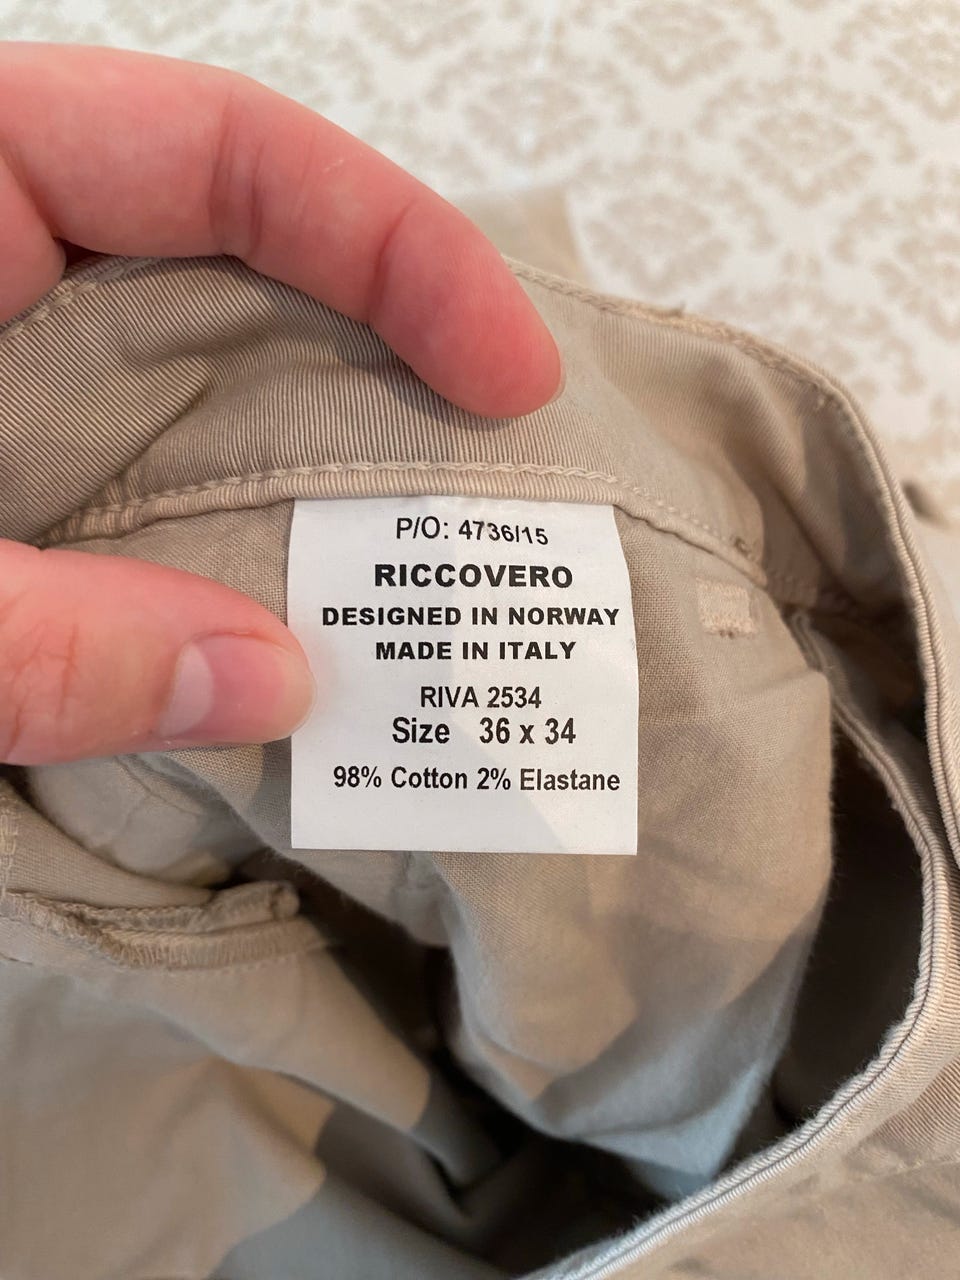 P/O: 4736/15
RICCOVERO
DESIGNED IN NORWAY
MADE IN ITALY
RIVA 2534
Size 36 x 34
98% Cotton 2% Elastane